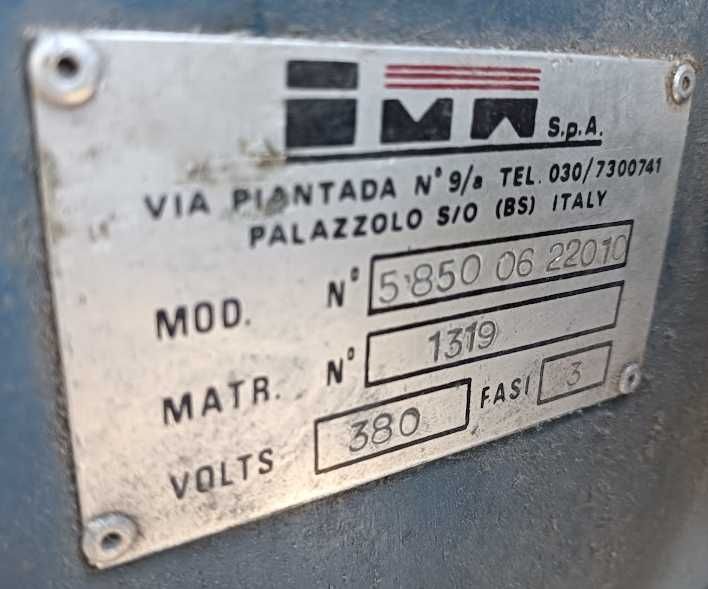 imm S.p.A.
VIA PIANTADA N° 9/a TEL. 030/7300741
PALAZZOLO S/O (BS) ITALY
MOD. N° 5'850 06 22010
MATR. N° 1319
VOLTS 380 FASI 3